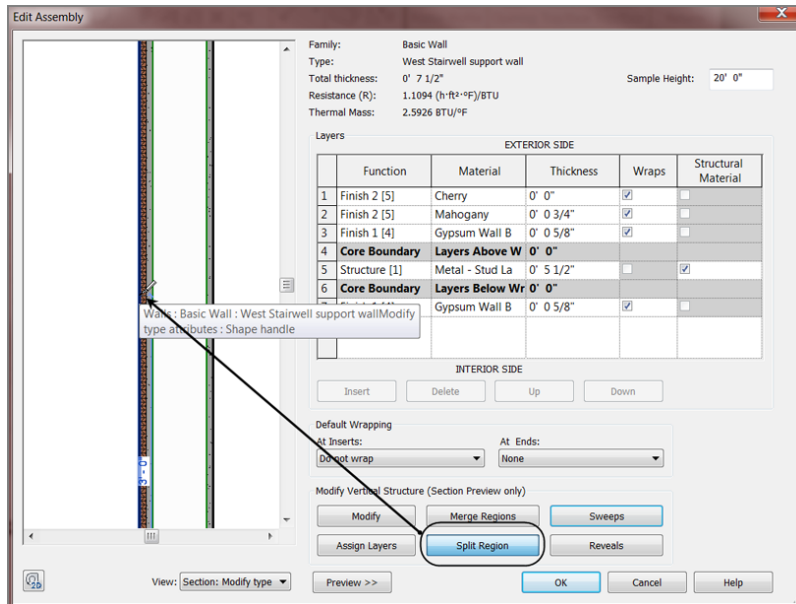 Edit Assembly
Family: Basic Wall
Type: West Stairwell support wall
Total thickness: 0' 7 1/2"
Sample Height: 20' 0"
Resistance (R): 1.1094 (h·ft²·°F)/BTU
Thermal Mass: 2.5926 BTU/°F
Layers
EXTERIOR SIDE
Function Material Thickness Wraps Structural Material
1 Finish 2 [5] Cherry 0' 0"
2 Finish 2 [5] Mahogany 0' 0 3/4"
3 Finish 1 [4] Gypsum Wall B 0' 0 5/8"
4 Core Boundary Layers Above W 0' 0"
5 Structure [1] Metal - Stud La 0' 5 1/2"
6 Core Boundary Layers Below Wr 0' 0"
Gypsum Wall B 0' 0 5/8"
Walls : Basic Wall : West Stairwell support wallModify
type attributes : Shape handle
INTERIOR SIDE
Insert Delete Up Down
Default Wrapping
At Inserts: At Ends:
Do not wrap None
3' - 0"
Modify Vertical Structure (Section Preview only)
Modify Merge Regions Sweeps
Assign Layers Split Region Reveals
2D
View: Section: Modify type Preview >> OK Cancel Help